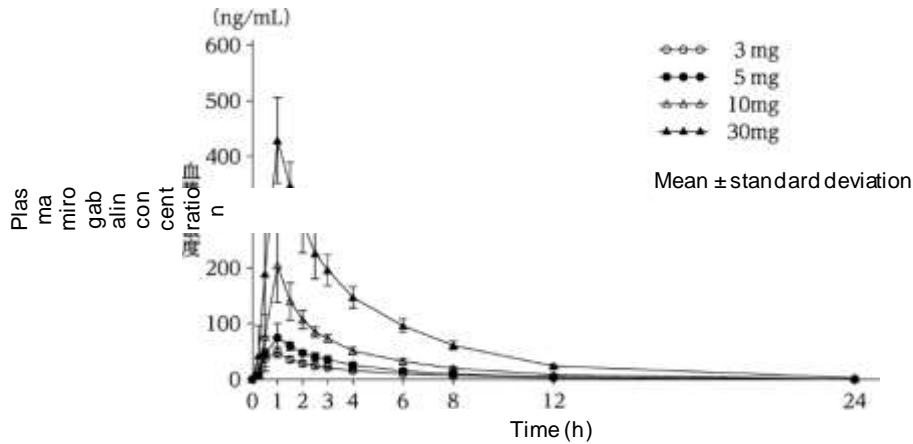 (ng/mL)
600
500
400
200
100
0
血
Plas
ma
miro
gab
alin
con
cent
ratio
n
3 mg
5 mg
10mg
30mg
Mean ± standard deviation
0 1 2 3 4 6 8 12 24
Time (h)